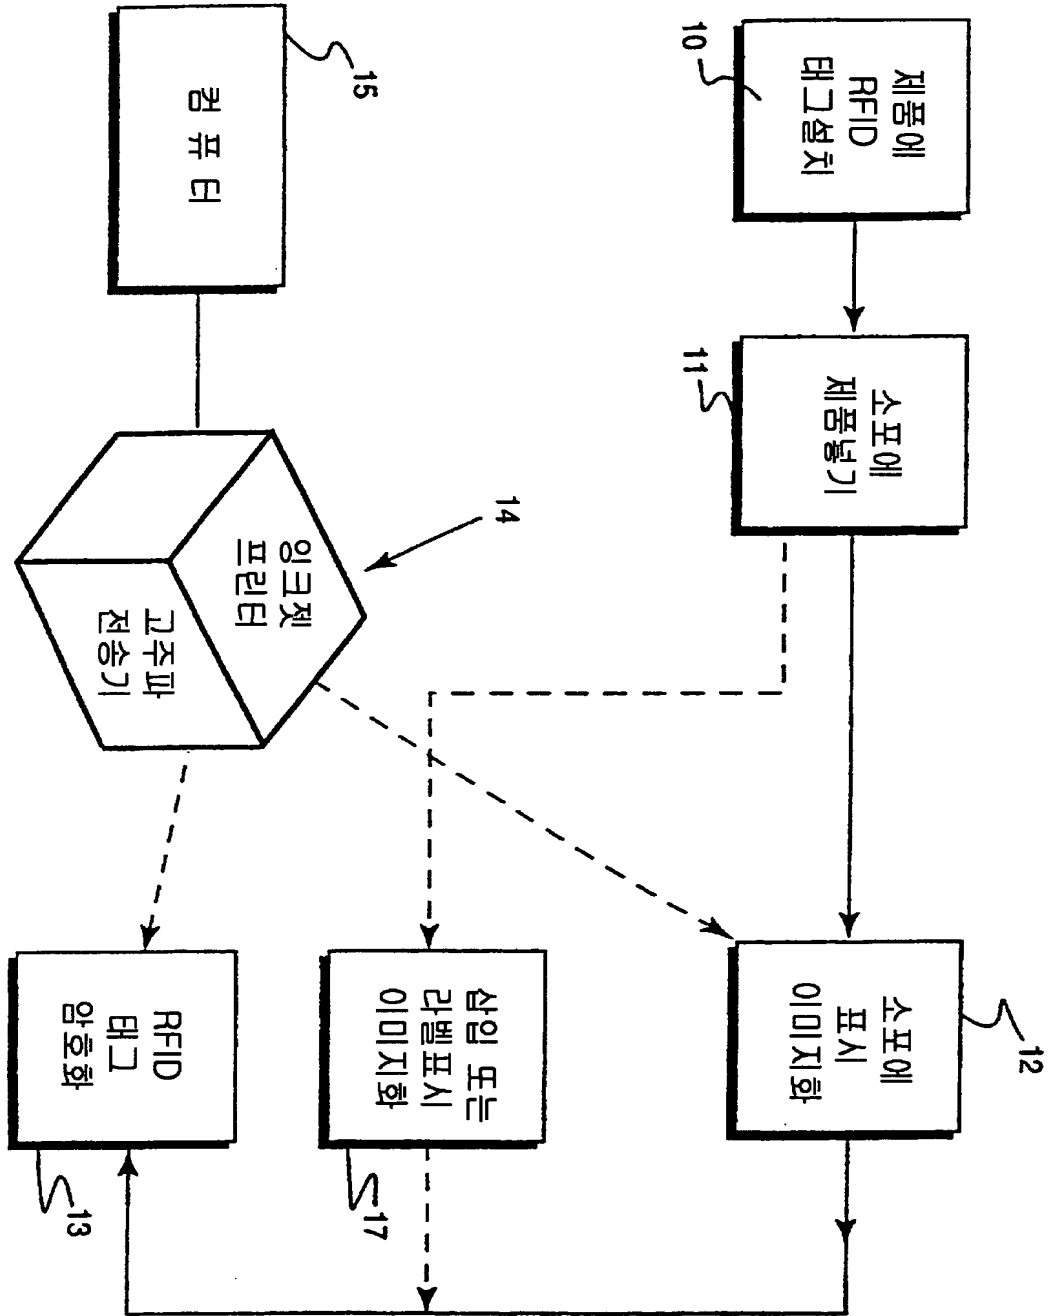 제품에
RFID
태그설치
10
소포에
제품넣기
11
소포에
표시
이미지화
12
삽입 또는
라벨표시
이미지화
17
RFID
태그
암호화
13
잉크젯
프린터
고주파
전송기
14
컴퓨터
15